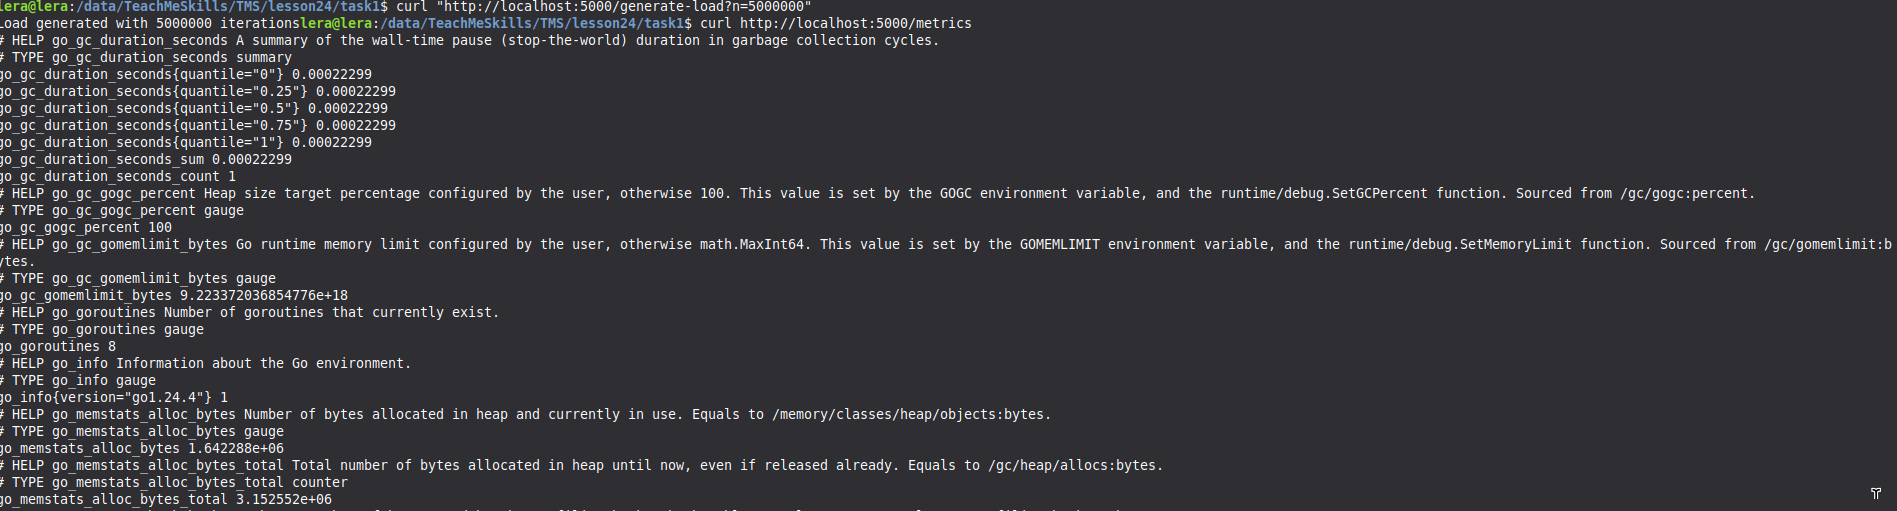 lera@lera:/data/TeachMeSkills/TMS/lesson24/task1$ curl "http://localhost:5000/generate-load?n=5000000"
Load generated with 5000000 iterationslera@lera:/data/TeachMeSkills/TMS/lesson24/task1$ curl http://localhost:5000/metrics
# HELP go_gc_duration_seconds A summary of the wall-time pause (stop-the-world) duration in garbage collection cycles.
# TYPE go_gc_duration_seconds summary
go_gc_duration_seconds{quantile="0"} 0.00022299
go_gc_duration_seconds{quantile="0.25"} 0.00022299
go_gc_duration_seconds{quantile="0.5"} 0.00022299
go_gc_duration_seconds{quantile="0.75"} 0.00022299
go_gc_duration_seconds{quantile="1"} 0.00022299
go_gc_duration_seconds_sum 0.00022299
go_gc_duration_seconds_count 1
# HELP go_gc_gogc_percent Heap size target percentage configured by the user, otherwise 100. This value is set by the GOGC environment variable, and the runtime/debug.SetGCPercent function. Sourced from /gc/gogc:percent.
# TYPE go_gc_gogc_percent gauge
go_gc_gogc_percent 100
# HELP go_gc_gomemlimit_bytes Go runtime memory limit configured by the user, otherwise math.MaxInt64. This value is set by the GOMEMLIMIT environment variable, and the runtime/debug.SetMemoryLimit function. Sourced from /gc/gomemlimit:b
ytes.
# TYPE go_gc_gomemlimit_bytes gauge
go_gc_gomemlimit_bytes 9.223372036854776e+18
# HELP go_goroutines Number of goroutines that currently exist.
# TYPE go_goroutines gauge
go_goroutines 8
# HELP go_info Information about the Go environment.
# TYPE go_info gauge
go_info{version="go1.24.4"} 1
# HELP go_memstats_alloc_bytes Number of bytes allocated in heap and currently in use. Equals to /memory/classes/heap/objects:bytes.
# TYPE go_memstats_alloc_bytes gauge
go_memstats_alloc_bytes 1.642288e+06
# HELP go_memstats_alloc_bytes_total Total number of bytes allocated in heap until now, even if released already. Equals to /gc/heap/allocs:bytes.
# TYPE go_memstats_alloc_bytes_total counter
go_memstats_alloc_bytes_total 3.152552e+06